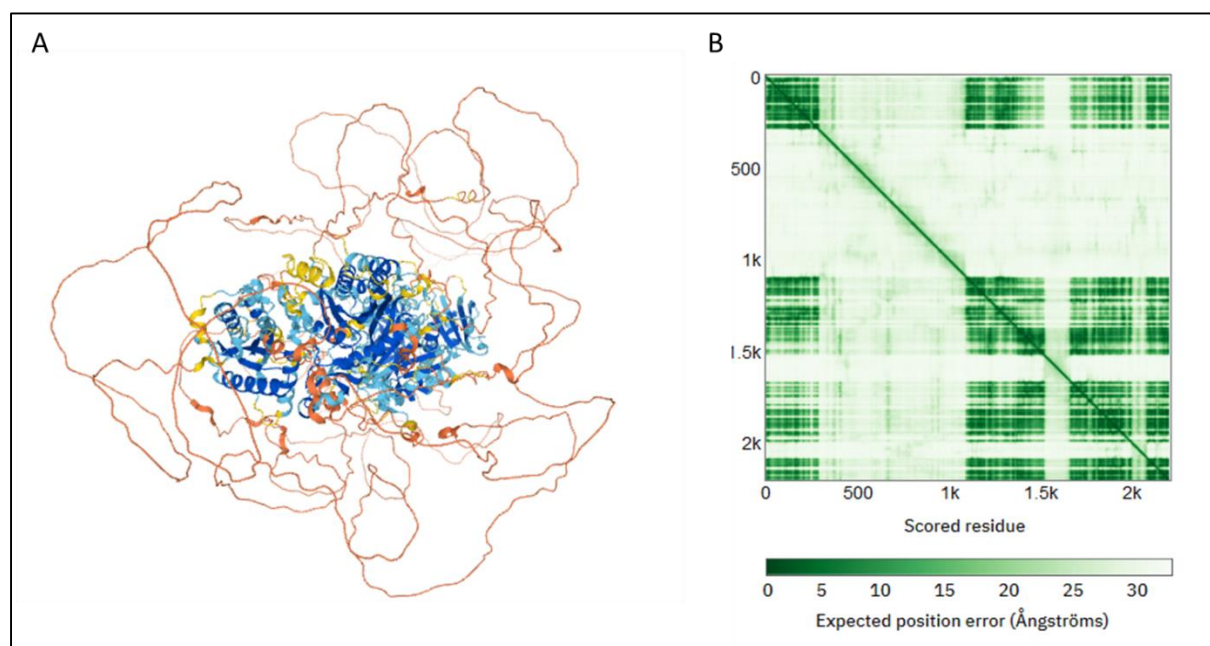 A
B
0
500
1k
1.5k
2k
0 500 1k 1.5k 2k
Scored residue
0 5 10 15 20 25 30
Expected position error (Ångströms)